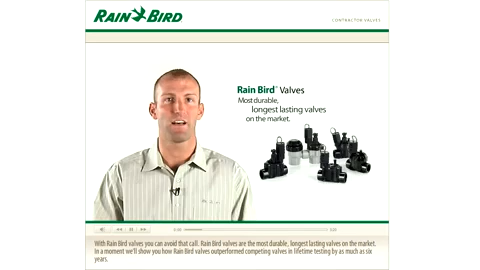 RAIN BIRD
CONTRACTOR VALVES
Rain Bird® Valves
Most durable,
longest lasting valves
on the market.
With Rain Bird valves you can avoid that call. Rain Bird valves are the most durable, longest lasting valves on the market.
In a moment we'll show you how Rain Bird valves outperformed competing valves in lifetime testing by as much as six
years.